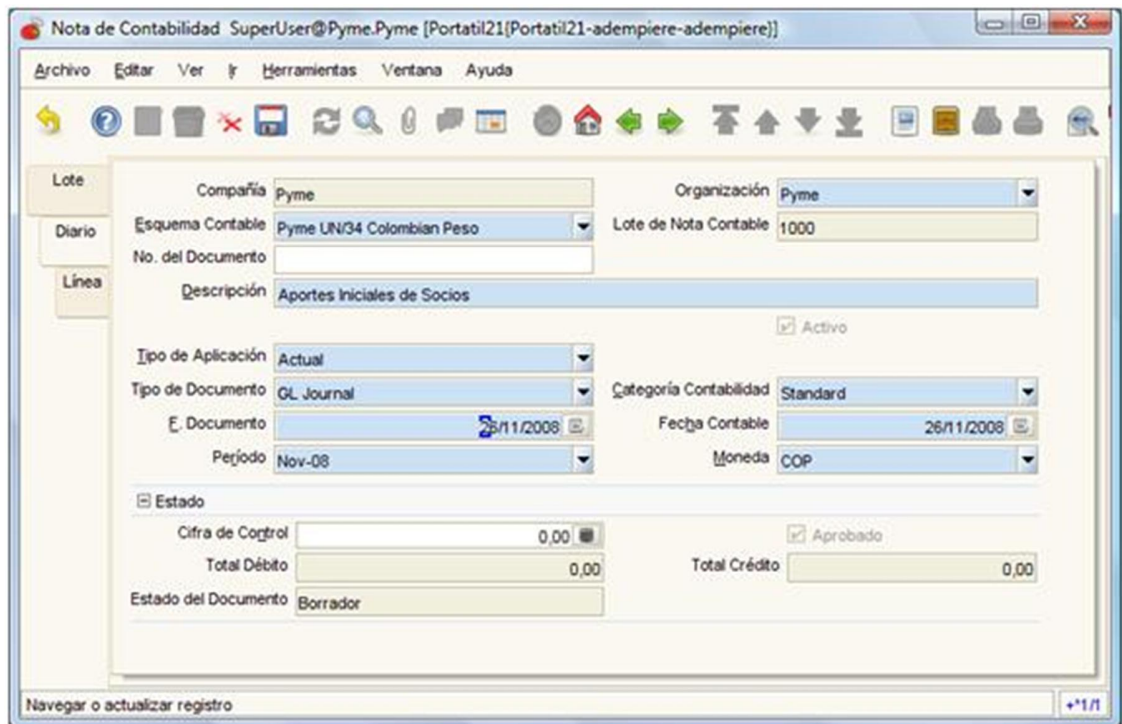 Nota de Contabilidad SuperUser@Pyme.Pyme [Portatil21{Portatil21-adempiere-adempiere}]
Archivo Editar Ver Ir Herramientas Ventana Ayuda
Lote
Diario
Línea
Compañía Pyme Organización Pyme
Esquema Contable Pyme UN/34 Colombian Peso Lote de Nota Contable 1000
No. del Documento
Descripción Aportes Iniciales de Socios
Activo
Tipo de Aplicación Actual
Tipo de Documento GL Journal Categoría Contabilidad Standard
F. Documento 26/11/2008 Fecha Contable 26/11/2008
Período Nov-08 Moneda COP
Estado
Cifra de Control 0,00 Aprobado
Total Débito 0,00 Total Crédito 0,00
Estado del Documento Borrador
Navegar o actualizar registro +*1/1